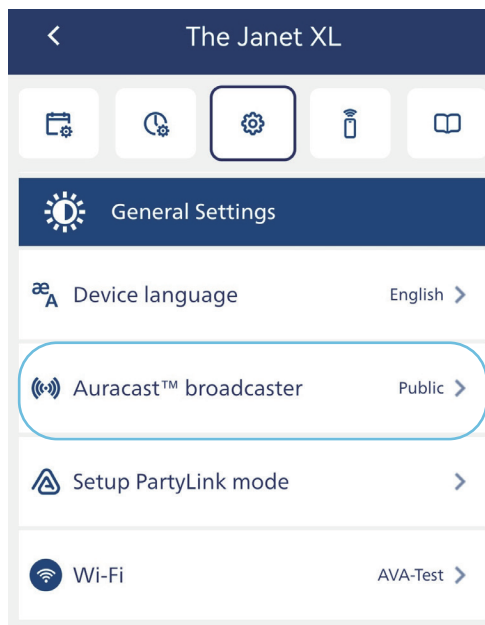 The Janet XL
General Settings
Device language English
Auracast™ broadcaster Public
Setup PartyLink mode
Wi-Fi AVA-Test